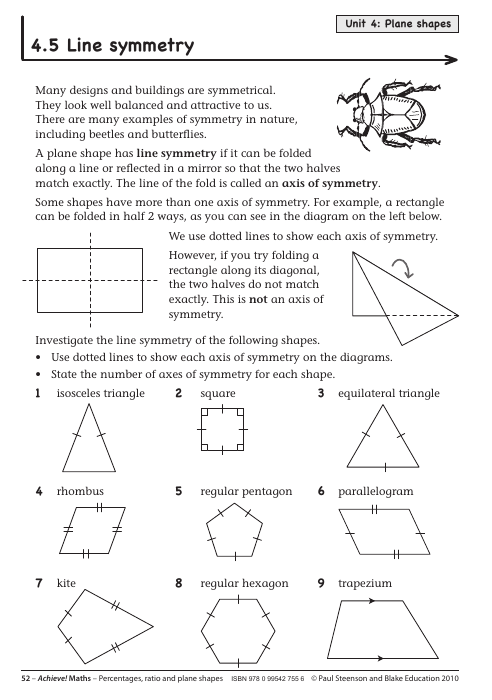 Unit 4: Plane shapes
4.5 Line symmetry
Many designs and buildings are symmetrical.
They look well balanced and attractive to us.
There are many examples of symmetry in nature,
including beetles and butterflies.
A plane shape has line symmetry if it can be folded
along a line or reflected in a mirror so that the two halves
match exactly. The line of the fold is called an axis of symmetry.
Some shapes have more than one axis of symmetry. For example, a rectangle
can be folded in half 2 ways, as you can see in the diagram on the left below.
We use dotted lines to show each axis of symmetry.
However, if you try folding a
rectangle along its diagonal,
the two halves do not match
exactly. This is not an axis of
symmetry.
Investigate the line symmetry of the following shapes.
• Use dotted lines to show each axis of symmetry on the diagrams.
• State the number of axes of symmetry for each shape.
1 isosceles triangle 2 square 3 equilateral triangle
4 rhombus 5 regular pentagon 6 parallelogram
7 kite 8 regular hexagon 9 trapezium
52 – Achieve! Maths – Percentages, ratio and plane shapes ISBN 978 0 99542 755 6 © Paul Steenson and Blake Education 2010